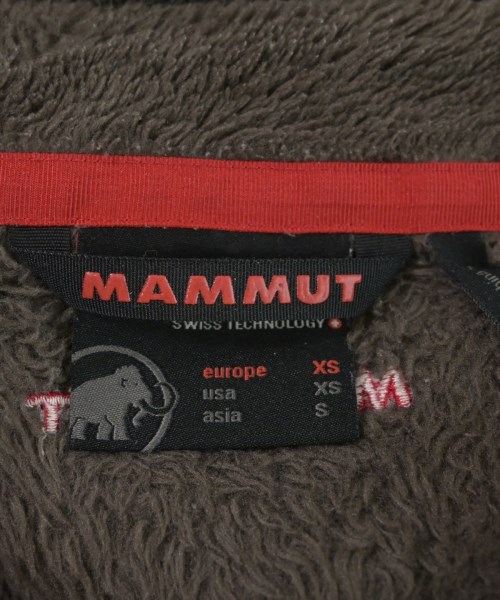 MAMMUT
SWISS TECHNOLOGY
europe XS
usa XS
asia S